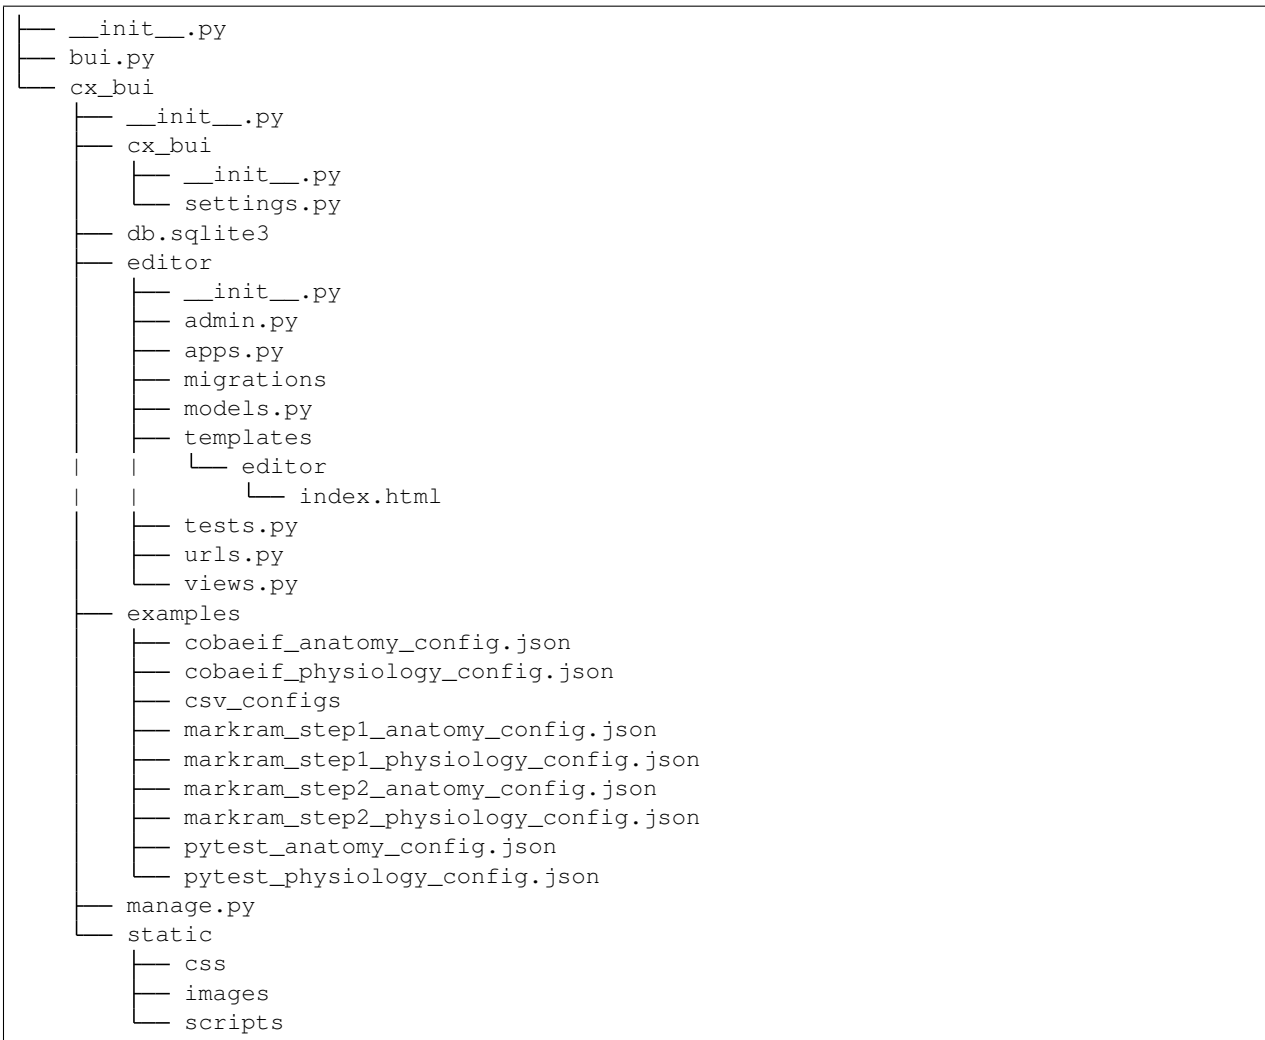 ├── __init__.py
├── bui.py
└── cx_bui
    ├── __init__.py
    ├── cx_bui
    │   ├── __init__.py
    │   └── settings.py
    ├── db.sqlite3
    ├── editor
    │   ├── __init__.py
    │   ├── admin.py
    │   ├── apps.py
    │   ├── migrations
    │   ├── models.py
    │   ├── templates
    |   |   └── editor
    |   |       └── index.html
    │   ├── tests.py
    │   ├── urls.py
    │   └── views.py
    ├── examples
    │   ├── cobaeif_anatomy_config.json
    │   ├── cobaeif_physiology_config.json
    │   ├── csv_configs
    │   ├── markram_step1_anatomy_config.json
    │   ├── markram_step1_physiology_config.json
    │   ├── markram_step2_anatomy_config.json
    │   ├── markram_step2_physiology_config.json
    │   ├── pytest_anatomy_config.json
    │   └── pytest_physiology_config.json
    ├── manage.py
    └── static
        ├── css
        ├── images
        └── scripts